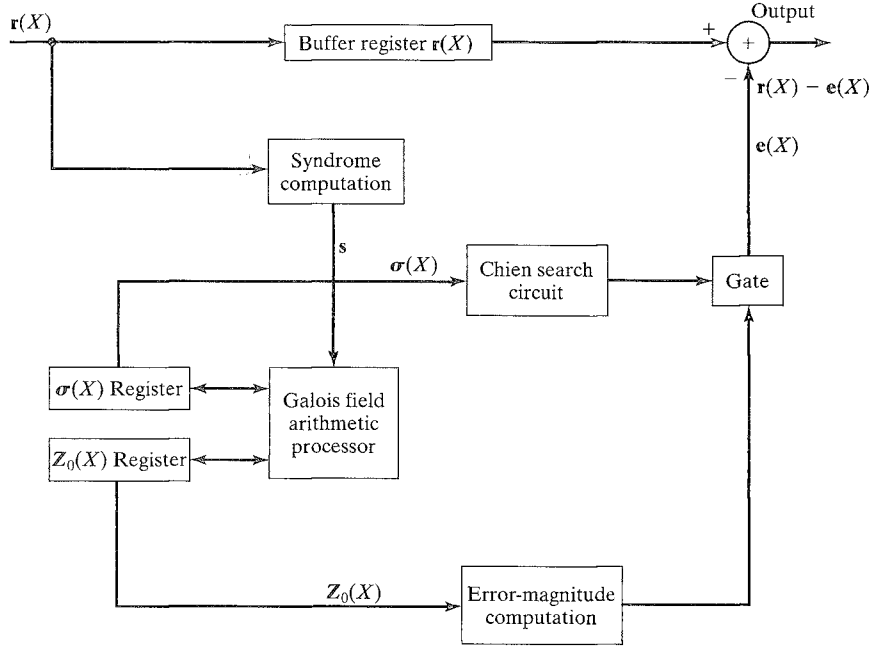 r(X)
Buffer register r(X)
+
+
Output
−
r(X) − e(X)
e(X)
Syndrome
computation
s
σ(X)
Chien search
circuit
Gate
σ(X) Register
Galois field
arithmetic
processor
Z₀(X) Register
Z₀(X)
Error-magnitude
computation